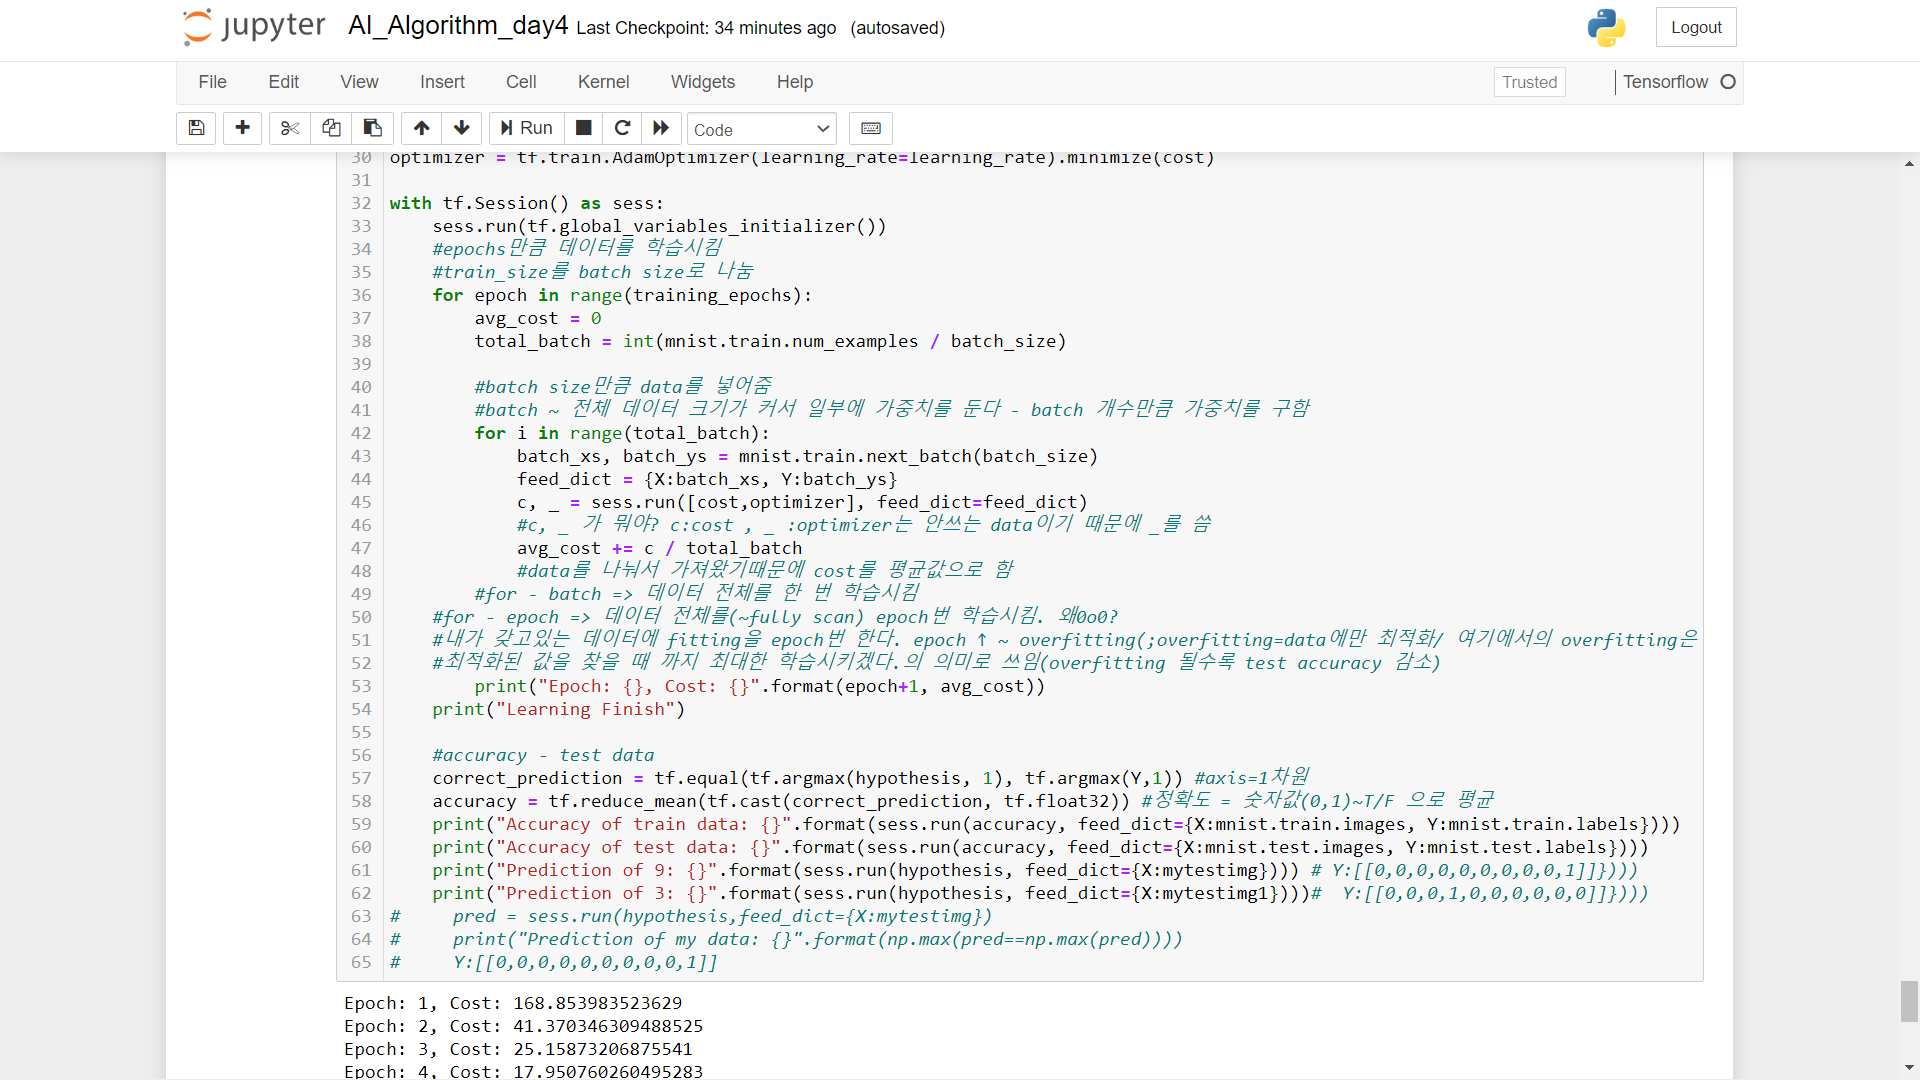 jupyter AI_Algorithm_day4 Last Checkpoint: 34 minutes ago (autosaved) Logout
File Edit View Insert Cell Kernel Widgets Help Trusted Tensorflow
Run Code
30 optimizer = tf.train.AdamOptimizer(learning_rate=learning_rate).minimize(cost)
31
32 with tf.Session() as sess:
33 sess.run(tf.global_variables_initializer())
34 #epochs만큼 데이터를 학습시킴
35 #train_size를 batch size로 나눔
36 for epoch in range(training_epochs):
37 avg_cost = 0
38 total_batch = int(mnist.train.num_examples / batch_size)
39
40 #batch size만큼 data를 넣어줌
41 #batch ~ 전체 데이터 크기가 커서 일부에 가중치를 둔다 - batch 개수만큼 가중치를 구함
42 for i in range(total_batch):
43 batch_xs, batch_ys = mnist.train.next_batch(batch_size)
44 feed_dict = {X:batch_xs, Y:batch_ys}
45 c, _ = sess.run([cost,optimizer], feed_dict=feed_dict)
46 #c, _ 가 뭐야? c:cost , _ :optimizer는 안쓰는 data이기 때문에 _를 씀
47 avg_cost += c / total_batch
48 #data를 나눠서 가져왔기때문에 cost를 평균값으로 함
49 #for - batch => 데이터 전체를 한 번 학습시킴
50 #for - epoch => 데이터 전체를(~fully scan) epoch번 학습시킴. 왜0o0?
51 #내가 갖고있는 데이터에 fitting을 epoch번 한다. epoch ↑ ~ overfitting(;overfitting=data에만 최적화/ 여기에서의 overfitting은
52 #최적화된 값을 찾을 때 까지 최대한 학습시키겠다.의 의미로 쓰임(overfitting 될수록 test accuracy 감소)
53 print("Epoch: {}, Cost: {}".format(epoch+1, avg_cost))
54 print("Learning Finish")
55
56 #accuracy - test data
57 correct_prediction = tf.equal(tf.argmax(hypothesis, 1), tf.argmax(Y,1)) #axis=1차원
58 accuracy = tf.reduce_mean(tf.cast(correct_prediction, tf.float32)) #정확도 = 숫자값(0,1)~T/F 으로 평균
59 print("Accuracy of train data: {}".format(sess.run(accuracy, feed_dict={X:mnist.train.images, Y:mnist.train.labels})))
60 print("Accuracy of test data: {}".format(sess.run(accuracy, feed_dict={X:mnist.test.images, Y:mnist.test.labels})))
61 print("Prediction of 9: {}".format(sess.run(hypothesis, feed_dict={X:mytestimg}))) # Y:[[0,0,0,0,0,0,0,0,0,1]]})))
62 print("Prediction of 3: {}".format(sess.run(hypothesis, feed_dict={X:mytestimg1})))# Y:[[0,0,0,1,0,0,0,0,0,0]]})))
63 # pred = sess.run(hypothesis,feed_dict={X:mytestimg})
64 # print("Prediction of my data: {}".format(np.max(pred==np.max(pred))))
65 # Y:[[0,0,0,0,0,0,0,0,0,1]]
Epoch: 1, Cost: 168.853983523629
Epoch: 2, Cost: 41.370346309488525
Epoch: 3, Cost: 25.15873206875541
Epoch: 4, Cost: 17.950760260495283